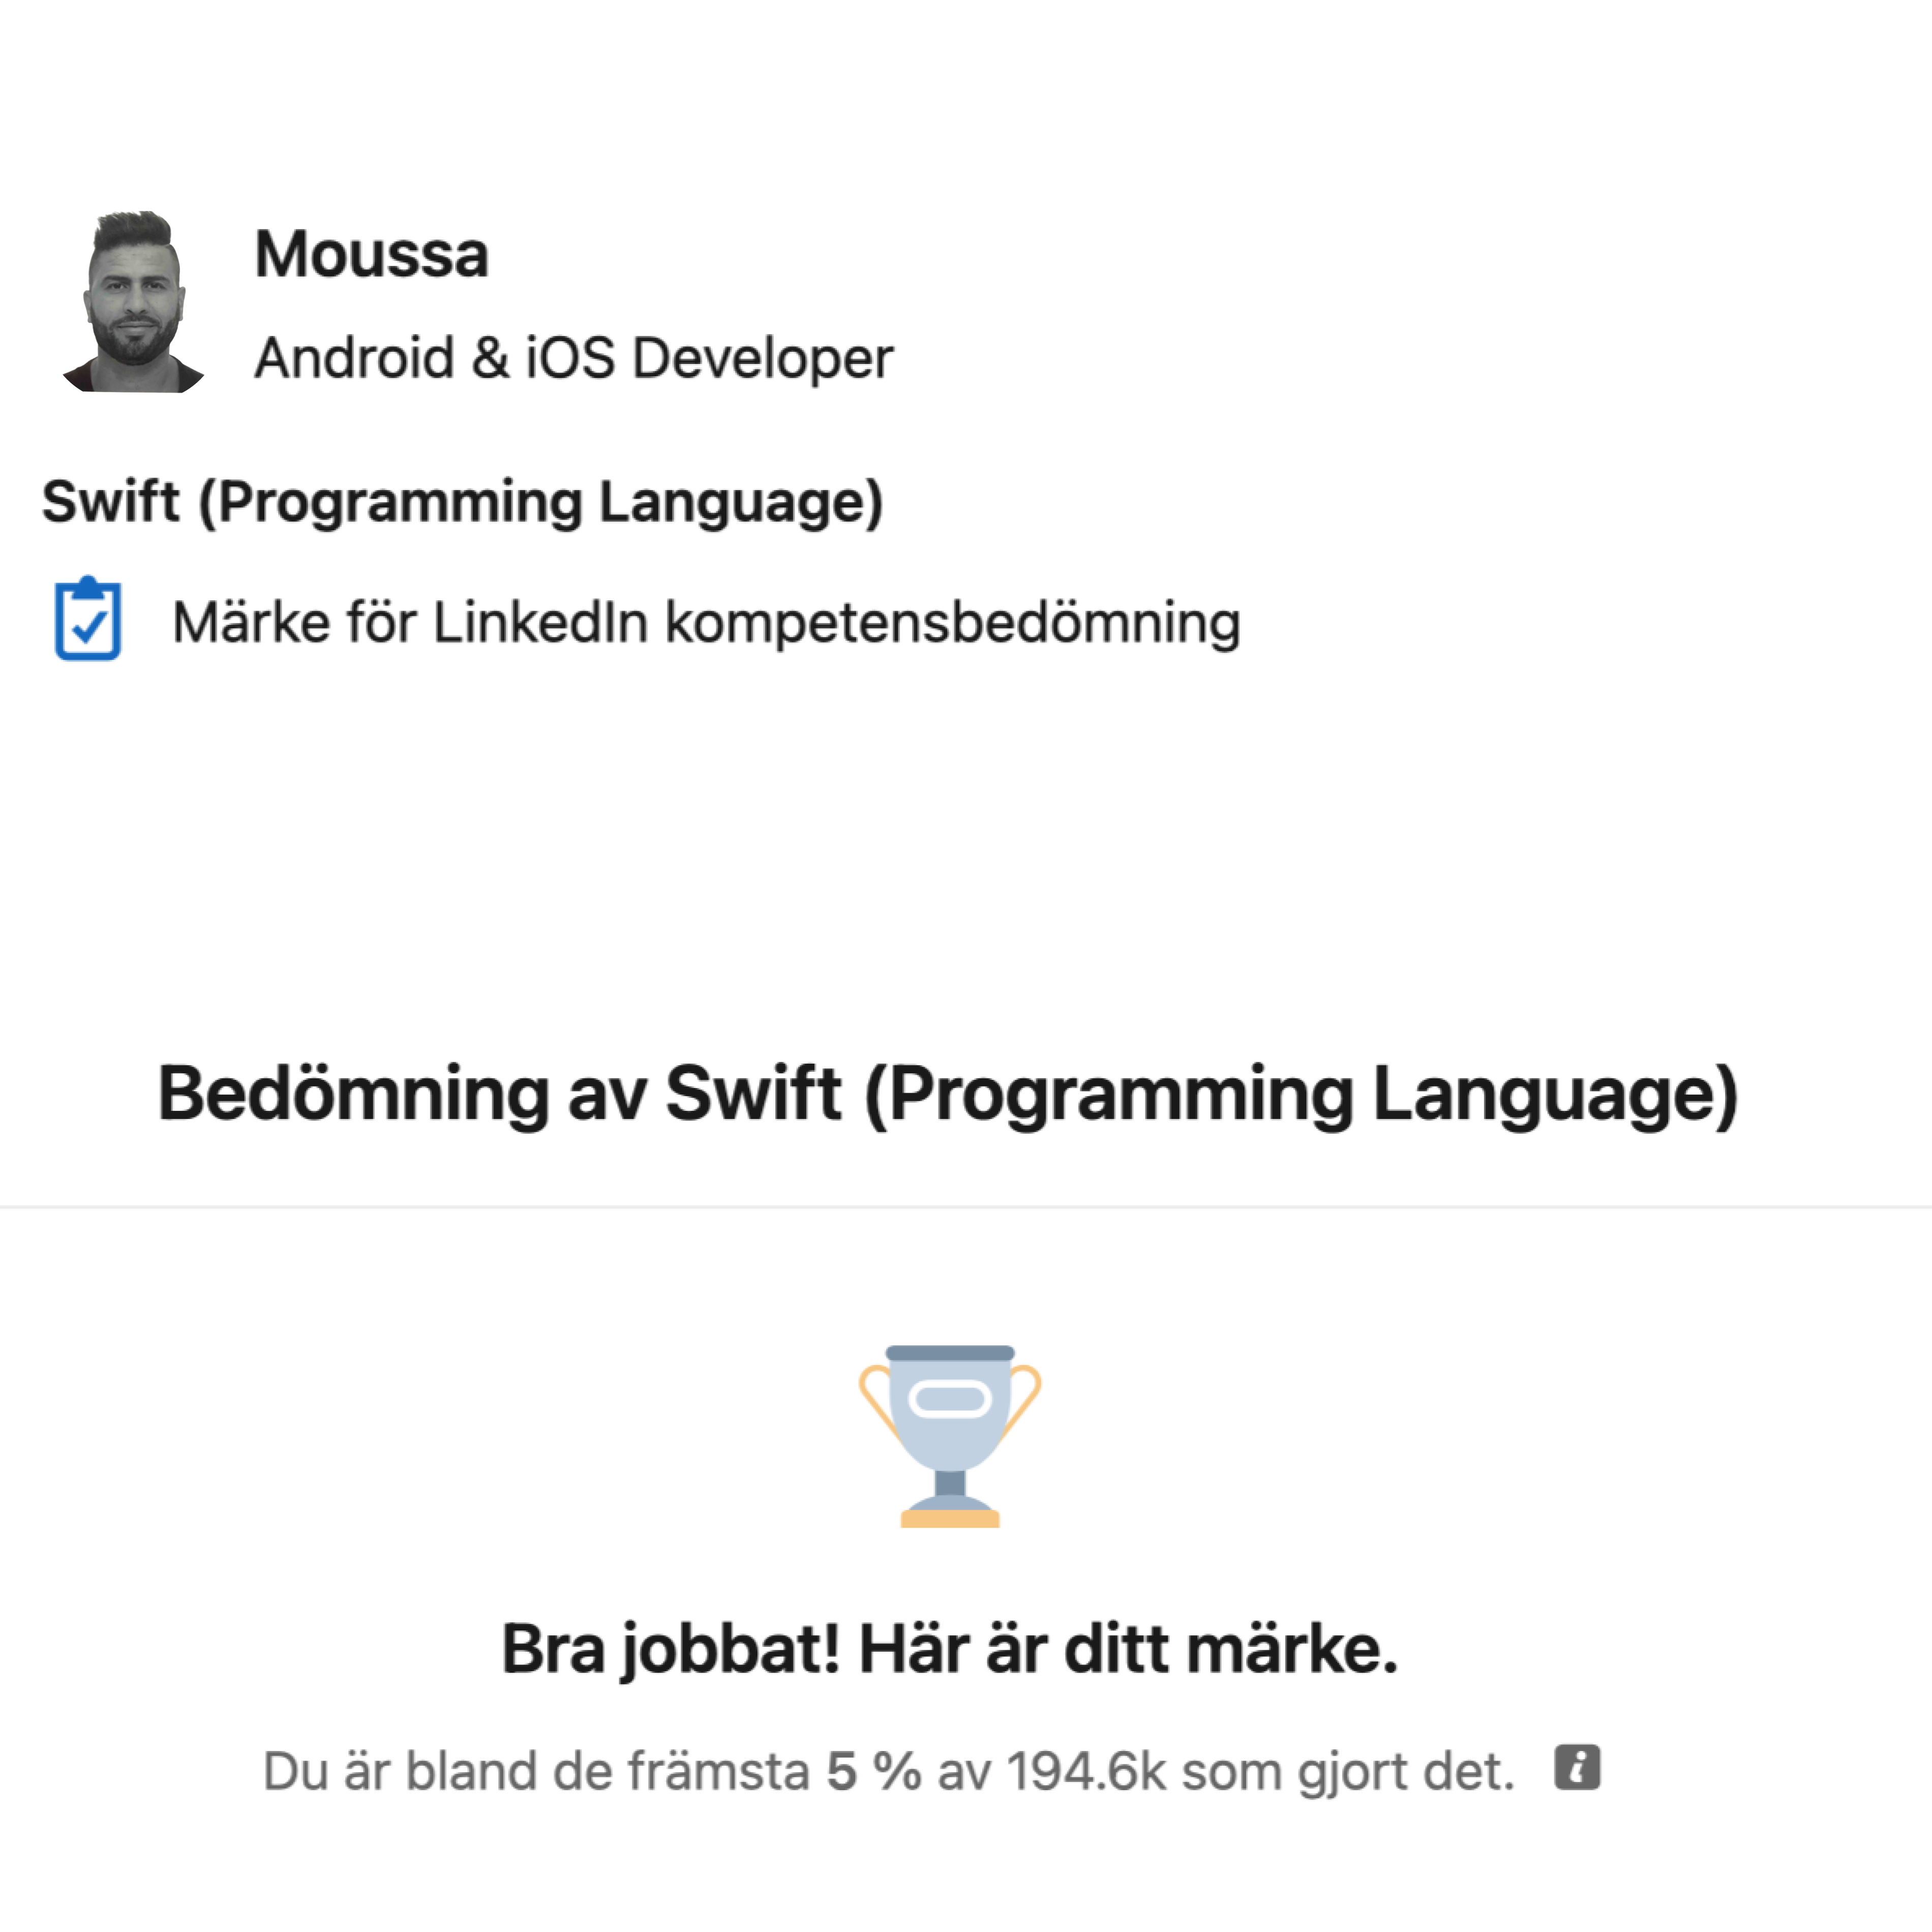 Moussa
Android & iOS Developer
Swift (Programming Language)
Märke för LinkedIn kompetensbedömning
Bedömning av Swift (Programming Language)
Bra jobbat! Här är ditt märke.
Du är bland de främsta 5 % av 194.6k som gjort det.